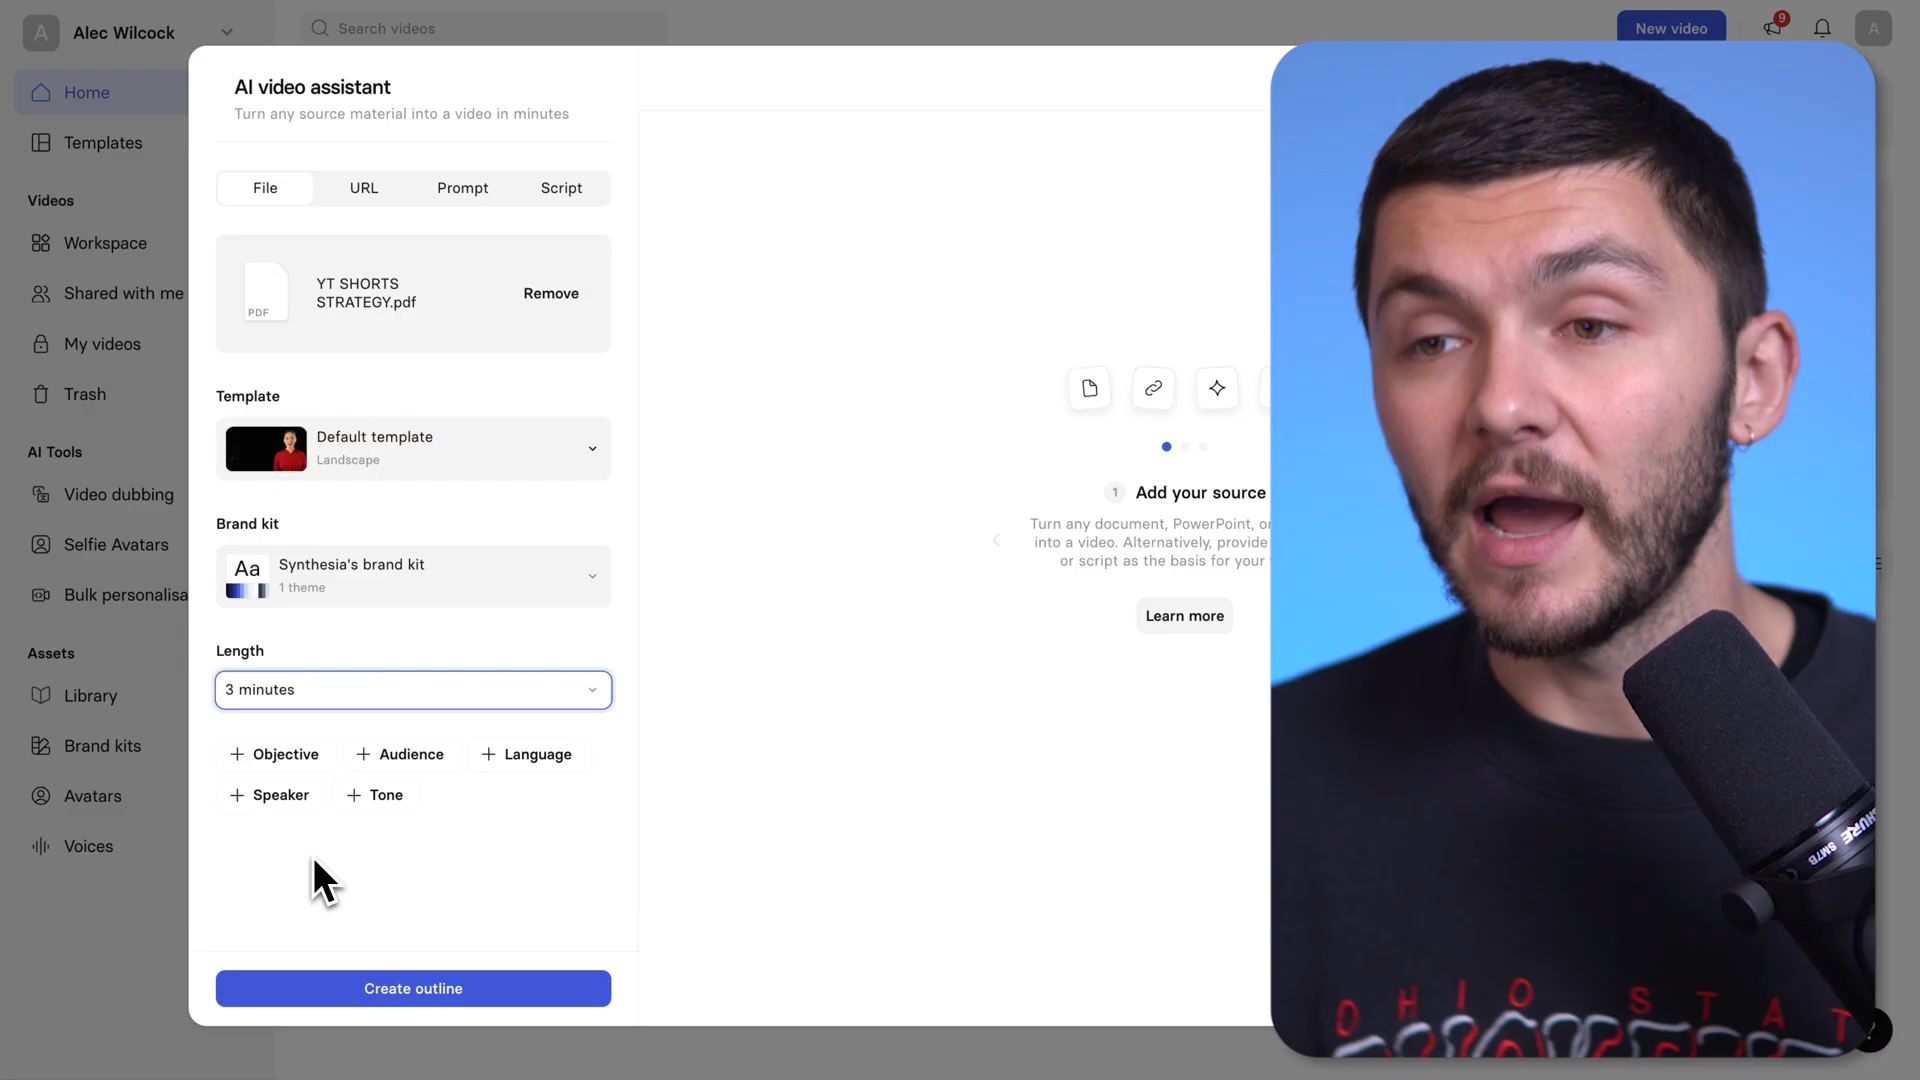 A
Alec Wilcock
Search videos
New video
9
A
Home
Templates
Videos
Workspace
Shared with me
My videos
Trash
AI Tools
Video dubbing
Selfie Avatars
Bulk personalisa
Assets
Library
Brand kits
Avatars
Voices
AI video assistant
Turn any source material into a video in minutes
File
URL
Prompt
Script
PDF
YT SHORTS
STRATEGY.pdf
Remove
Template
Default template
Landscape
Brand kit
Aa
Synthesia's brand kit
1 theme
Length
3 minutes
+ Objective
+ Audience
+ Language
+ Speaker
+ Tone
Create outline
1 Add your source
Turn any document, PowerPoint, or
into a video. Alternatively, provide
or script as the basis for your
Learn more
SHURE
SM7B
OHIO STAT
?